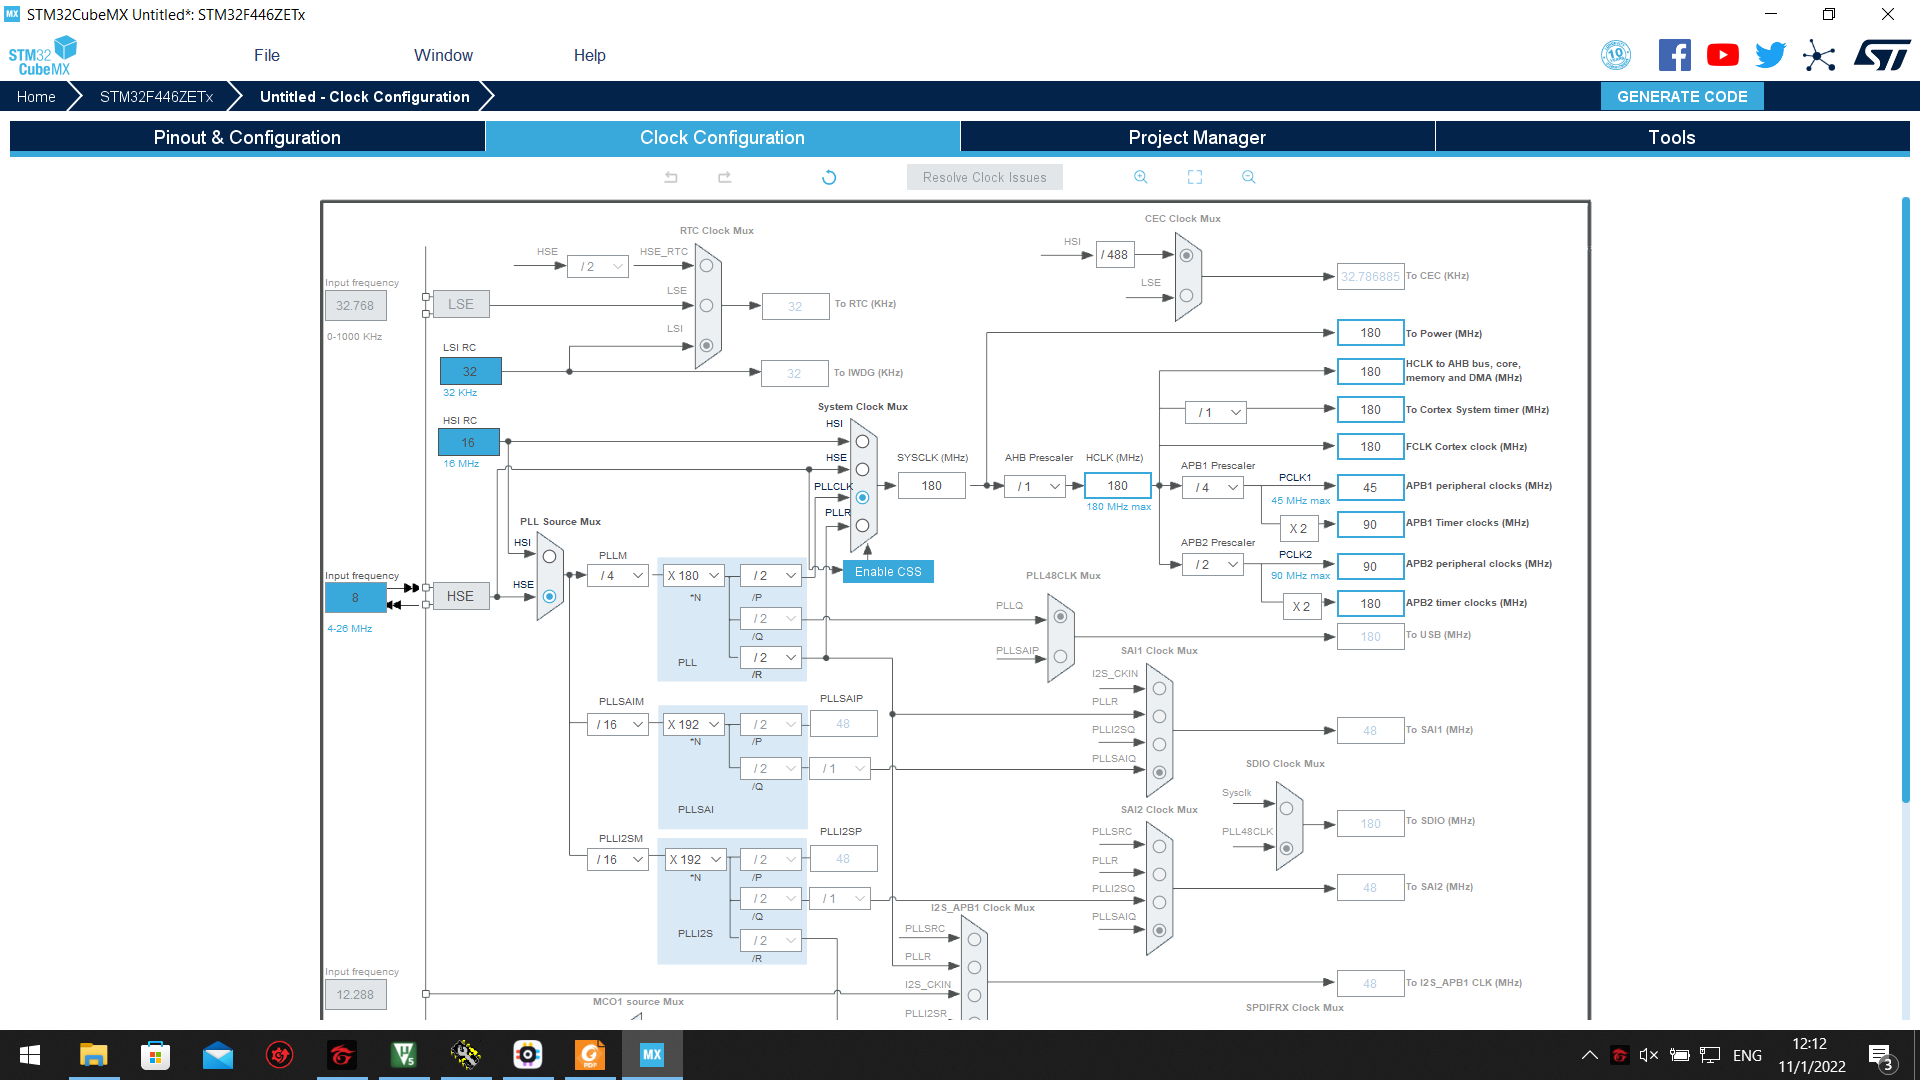 MX STM32CubeMX Untitled*: STM32F446ZETx
STM32 CubeMX
File Window Help
10
ST
Home STM32F446ZETx Untitled - Clock Configuration GENERATE CODE
Pinout & Configuration Clock Configuration Project Manager Tools
Resolve Clock Issues
RTC Clock Mux
HSE / 2 HSE_RTC
LSE
LSI
32 To RTC (KHz)
CEC Clock Mux
HSI / 488
LSE
32.786885 To CEC (KHz)
Input frequency
32.768
0-1000 KHz
LSE
LSI RC
32
32 KHz
32 To IWDG (KHz)
HSI RC
16
16 MHz
System Clock Mux
HSI
HSE
PLLCLK
PLLR
Enable CSS
SYSCLK (MHz)
180
AHB Prescaler
/ 1
HCLK (MHz)
180
180 MHz max
180 To Power (MHz)
180 HCLK to AHB bus, core,
memory and DMA (MHz)
/ 1 180 To Cortex System timer (MHz)
180 FCLK Cortex clock (MHz)
APB1 Prescaler
/ 4
PCLK1
45 MHz max
45 APB1 peripheral clocks (MHz)
X 2 90 APB1 Timer clocks (MHz)
APB2 Prescaler
/ 2
PCLK2
90 MHz max
90 APB2 peripheral clocks (MHz)
X 2 180 APB2 timer clocks (MHz)
PLL Source Mux
HSI
HSE
Input frequency
8
4-26 MHz
HSE
PLLM
/ 4
X 180
*N
/ 2
/P
/ 2
/Q
/ 2
/R
PLL
PLL48CLK Mux
PLLQ
PLLSAIP
180 To USB (MHz)
PLLSAIM
/ 16
X 192
*N
/ 2
/P
PLLSAIP
48
/ 2
/Q
/ 1
PLLSAI
SAI1 Clock Mux
I2S_CKIN
PLLR
PLLI2SQ
PLLSAIQ
48 To SAI1 (MHz)
SDIO Clock Mux
Sysclk
PLL48CLK
180 To SDIO (MHz)
PLLI2SM
/ 16
X 192
*N
/ 2
/P
PLLI2SP
48
/ 2
/Q
/ 1
/ 2
/R
PLLI2S
SAI2 Clock Mux
PLLSRC
PLLR
PLLI2SQ
PLLSAIQ
48 To SAI2 (MHz)
I2S_APB1 Clock Mux
PLLSRC
PLLR
I2S_CKIN
PLLI2SR
48 To I2S_APB1 CLK (MHz)
Input frequency
12.288
MCO1 source Mux
SPDIFRX Clock Mux
PDF
MX
ENG
12:12
11/1/2022
3